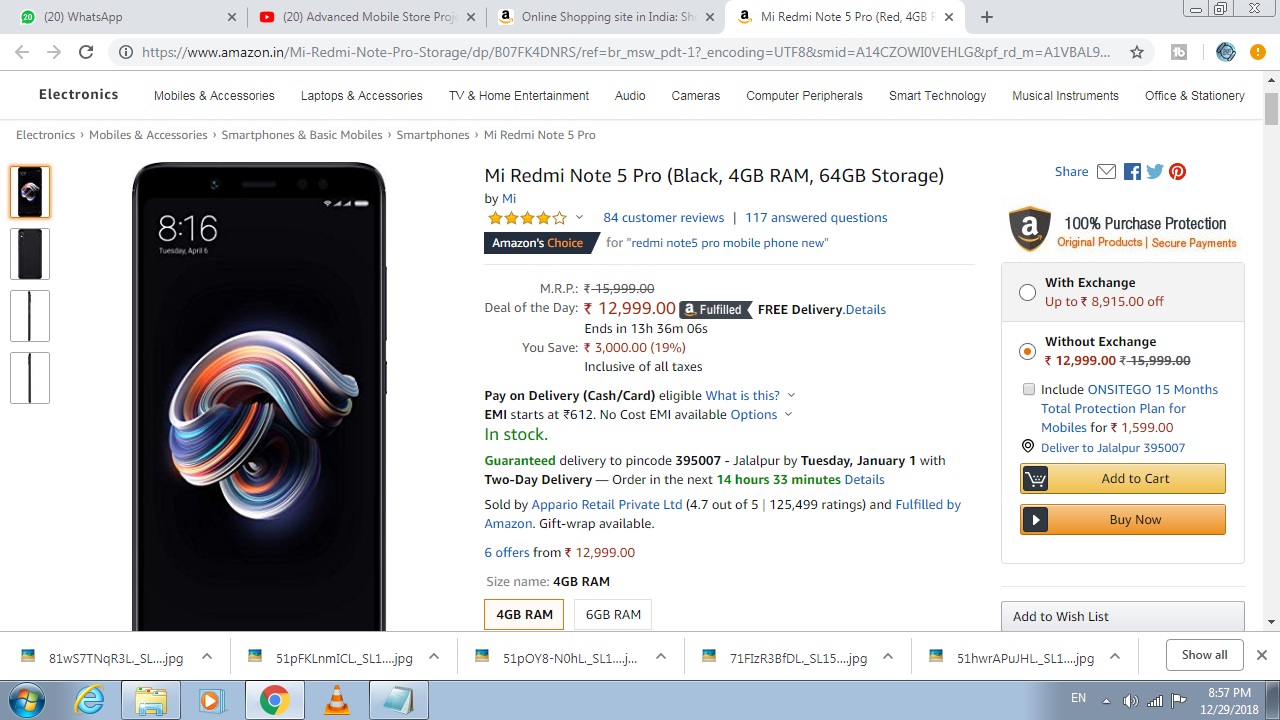 (20) WhatsApp
(20) Advanced Mobile Store Proj
Online Shopping site in India: Sh
Mi Redmi Note 5 Pro (Red, 4GB R
https://www.amazon.in/Mi-Redmi-Note-Pro-Storage/dp/B07FK4DNRS/ref=br_msw_pdt-1?_encoding=UTF8&smid=A14CZOWI0VEHLG&pf_rd_m=A1VBAL9...
Electronics
Mobiles & Accessories
Laptops & Accessories
TV & Home Entertainment
Audio
Cameras
Computer Peripherals
Smart Technology
Musical Instruments
Office & Stationery
Electronics › Mobiles & Accessories › Smartphones & Basic Mobiles › Smartphones › Mi Redmi Note 5 Pro
8:16
Tuesday, April 6
Mi Redmi Note 5 Pro (Black, 4GB RAM, 64GB Storage)
by Mi
84 customer reviews | 117 answered questions
Amazon's Choice for "redmi note5 pro mobile phone new"
M.R.P.: ₹ 15,999.00
Deal of the Day: ₹ 12,999.00 Fulfilled FREE Delivery.Details
Ends in 13h 36m 06s
You Save: ₹ 3,000.00 (19%)
Inclusive of all taxes
Pay on Delivery (Cash/Card) eligible What is this?
EMI starts at ₹612. No Cost EMI available Options
In stock.
Guaranteed delivery to pincode 395007 - Jalalpur by Tuesday, January 1 with
Two-Day Delivery — Order in the next 14 hours 33 minutes Details
Sold by Appario Retail Private Ltd (4.7 out of 5 | 125,499 ratings) and Fulfilled by
Amazon. Gift-wrap available.
6 offers from ₹ 12,999.00
Size name: 4GB RAM
4GB RAM
6GB RAM
Share
100% Purchase Protection
Original Products | Secure Payments
With Exchange
Up to ₹ 8,915.00 off
Without Exchange
₹ 12,999.00 ₹ 15,999.00
Include ONSITEGO 15 Months
Total Protection Plan for
Mobiles for ₹ 1,599.00
Deliver to Jalalpur 395007
Add to Cart
Buy Now
Add to Wish List
81wS7TNqR3L._SL....jpg
51pFKLnmICL._SL1....jpg
51pOY8-N0hL._SL1....j...
71FIzR3BfDL._SL15....jpg
51hwrAPuJHL._SL1....jpg
Show all
EN
8:57 PM
12/29/2018